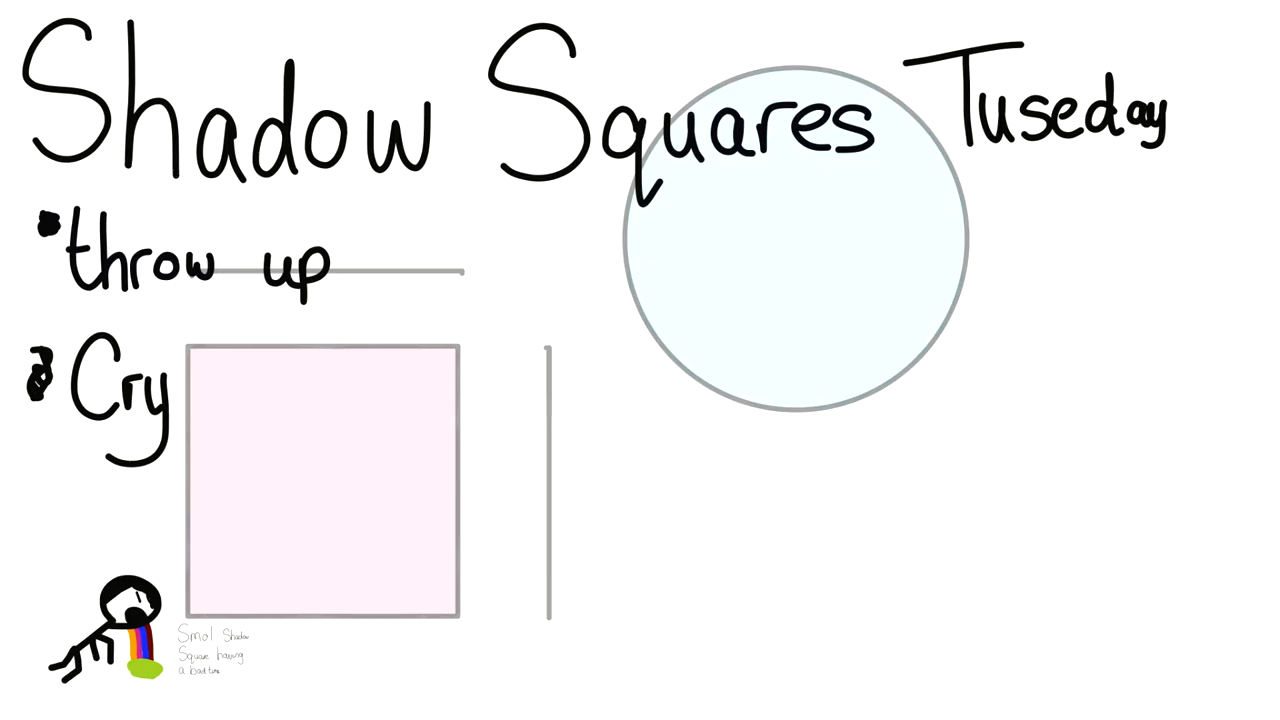 Shadow Squares Tuseday
• throw up
• Cry
Smol Shadow
Square having
a bad time